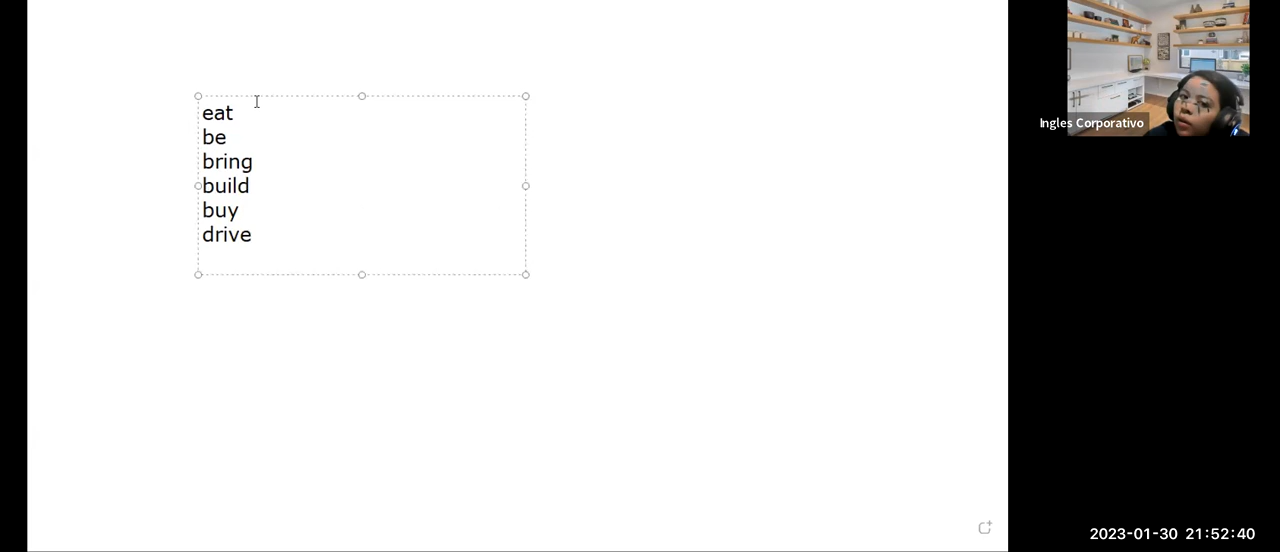 eat
be
bring
build
buy
drive
Ingles Corporativo
2023-01-30 21:52:40